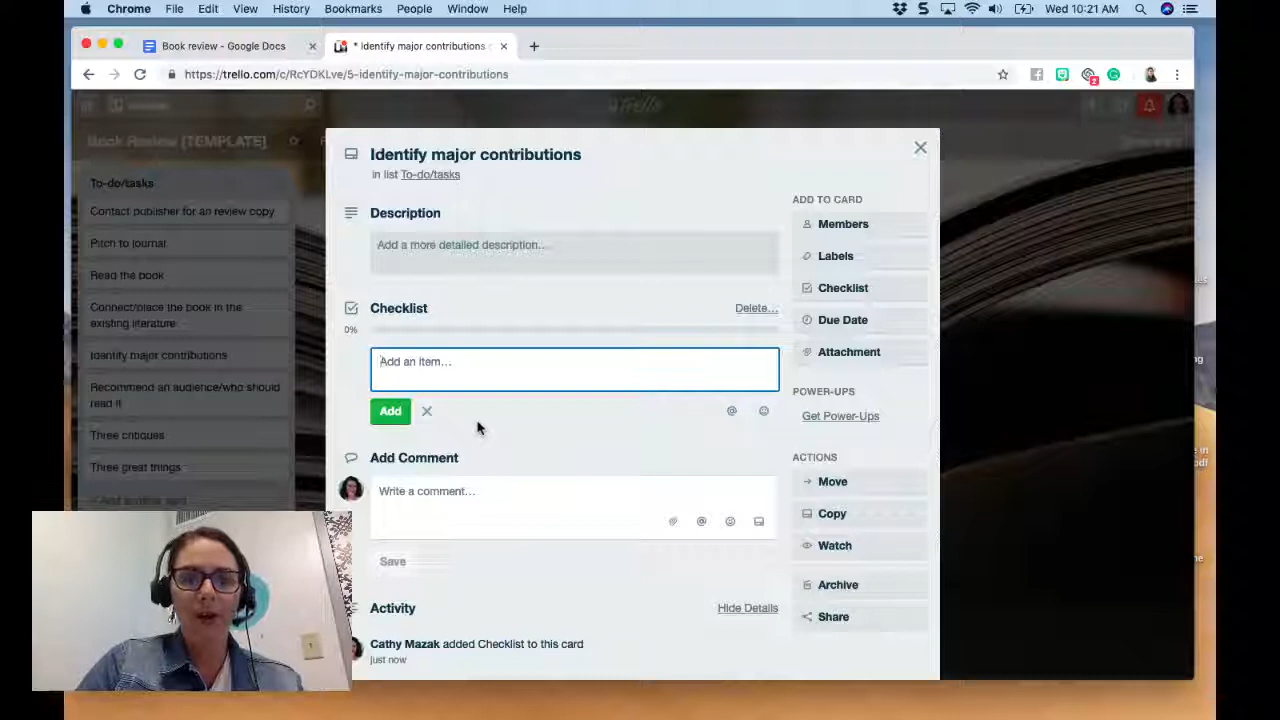 Chrome File Edit View History Bookmarks People Window Help
Wed 10:21 AM
Book review - Google Docs
* Identify major contributions
https://trello.com/c/RcYDKLve/5-identify-major-contributions
2
Trello
Book Review [TEMPLATE]
To-do/tasks
Contact publisher for an review copy
Pitch to journal
Read the book
Connect/place the book in the
existing literature
Identify major contributions
Recommend an audience/who should
read it
Three critiques
Three great things
Identify major contributions
in list To-do/tasks
Description
Add a more detailed description…
Checklist
Delete…
0%
Add an item…
Add
Add Comment
Write a comment…
Save
Activity
Hide Details
Cathy Mazak added Checklist to this card
just now
ADD TO CARD
Members
Labels
Checklist
Due Date
Attachment
POWER-UPS
Get Power-Ups
ACTIONS
Move
Copy
Watch
Archive
Share